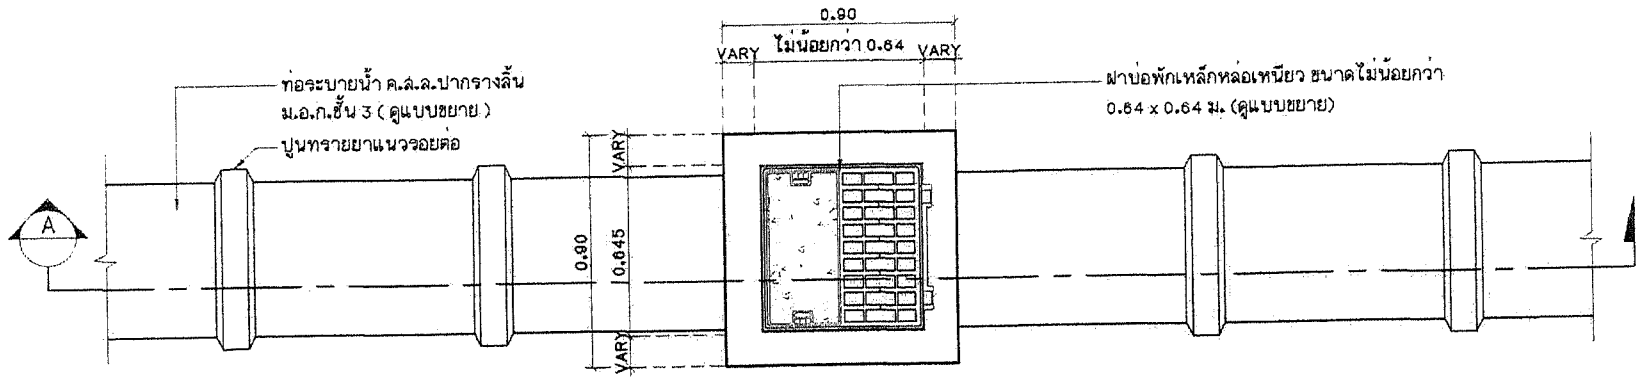 0.90
VARY ไม่น้อยกว่า 0.64 VARY
ท่อระบายน้ำ ค.ส.ล.ปากรางลิ้น
ม.อ.ก.ชั้น 3 (ดูแบบขยาย)
ปูนทรายยาแนวรอยต่อ
ฝาบ่อพักเหล็กหล่อเหนียว ขนาดไม่น้อยกว่า
0.64 x 0.64 ม. (ดูแบบขยาย)
VARY
A
0.90
0.645
VARY